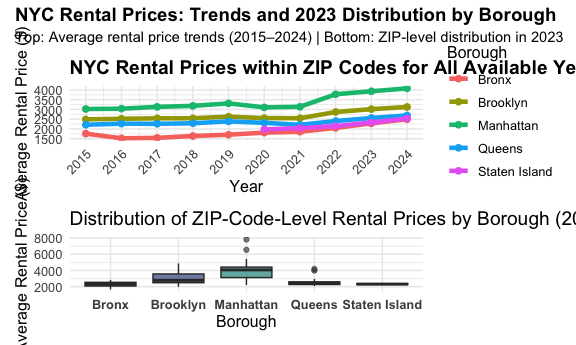 NYC Rental Prices: Trends and 2023 Distribution by Borough
Top: Average rental price trends (2015–2024) | Bottom: ZIP-level distribution in 2023
Borough
NYC Rental Prices within ZIP Codes for All Available Ye
Average Rental Price ($)
4000
3500
3000
2500
2000
1500
2015
2016
2017
2018
2019
2020
2021
2022
2023
2024
Year
Bronx
Brooklyn
Manhattan
Queens
Staten Island
Distribution of ZIP-Code-Level Rental Prices by Borough (20
Average Rental Price ($)
8000
6000
4000
2000
Bronx
Brooklyn
Manhattan
Queens
Staten Island
Borough